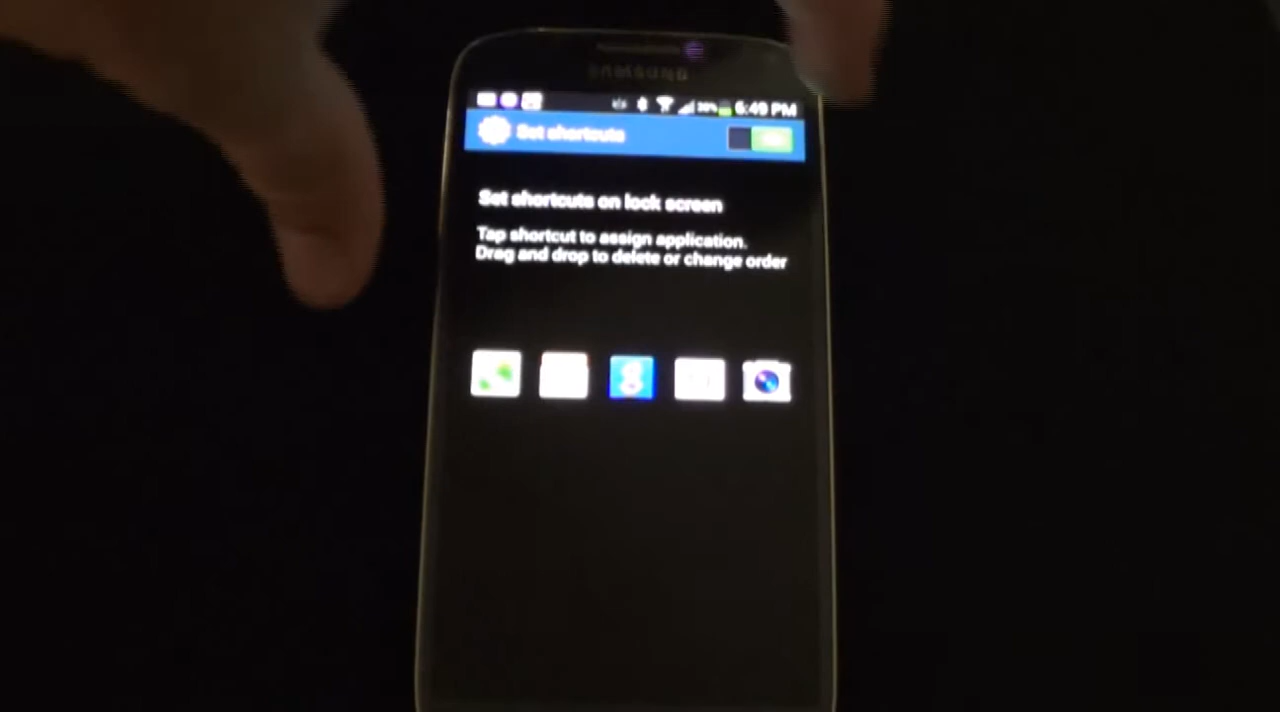 SAMSUNG
6:49 PM
Set shortcuts
Set shortcuts on lock screen
Tap shortcut to assign application.
Drag and drop to delete or change order